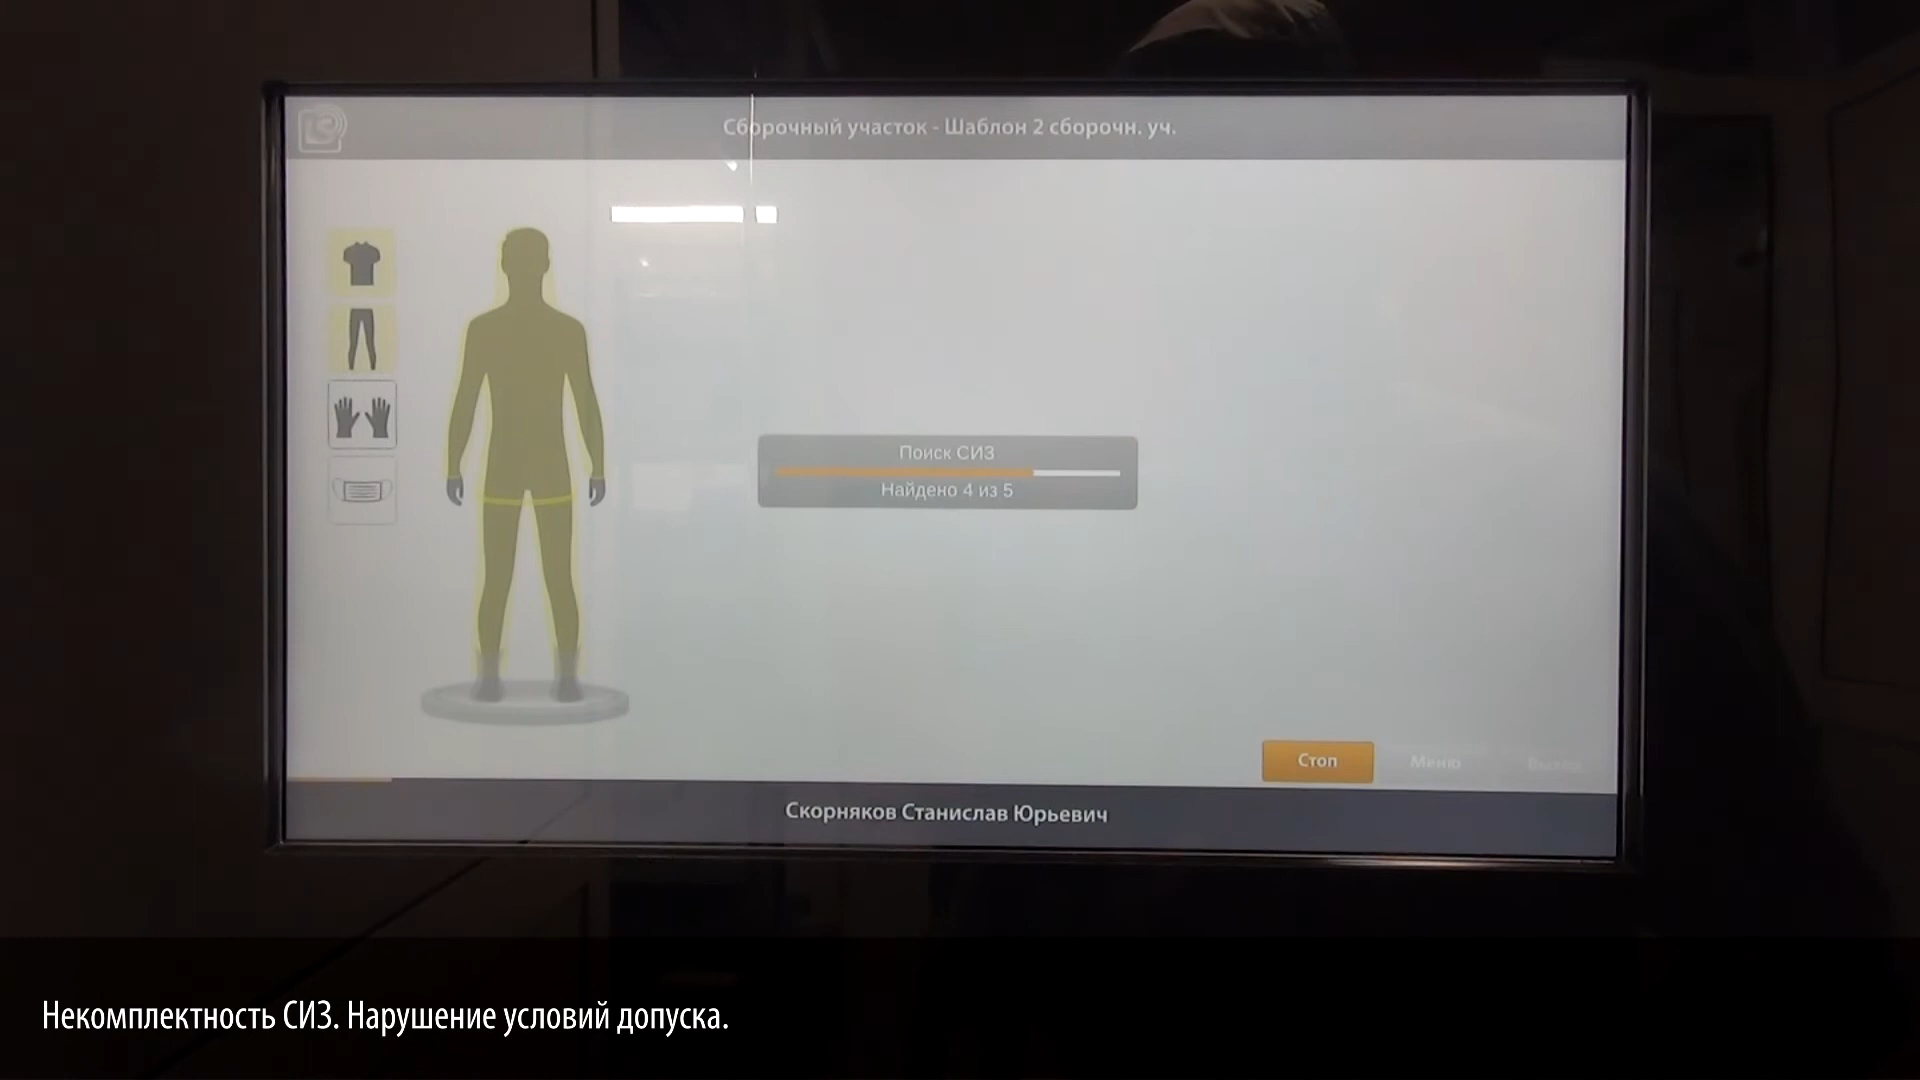 Сборочный участок - Шаблон 2 сборочн. уч.
Поиск СИЗ
Найдено 4 из 5
Стоп
Меню
Выход
Скорняков Станислав Юрьевич
Некомплектность СИЗ. Нарушение условий допуска.